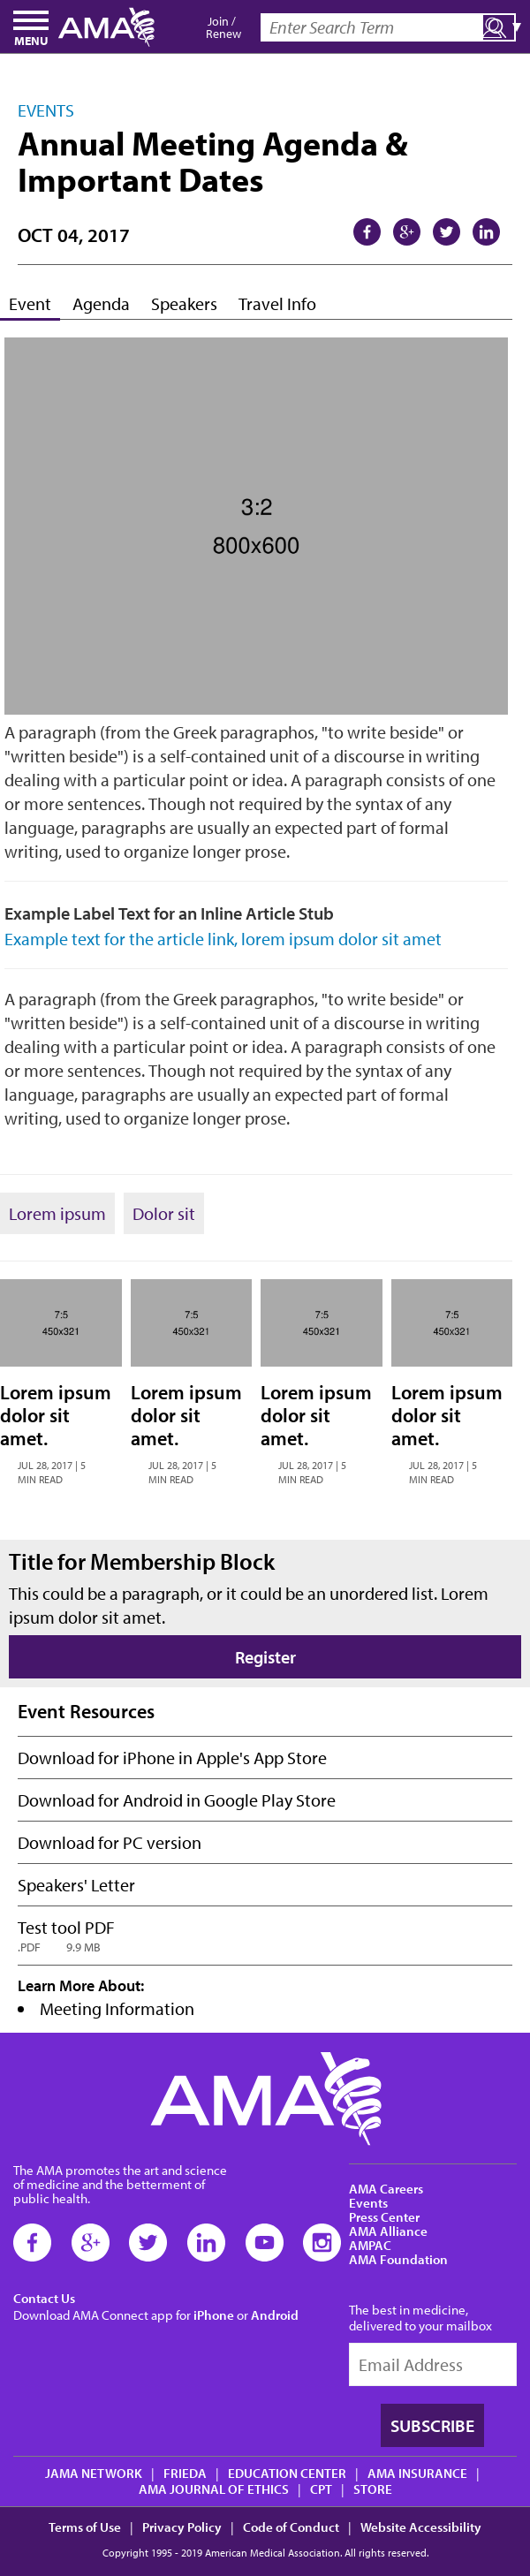 MENU
AMA
Join /
Renew
Enter Search Term
EVENTS
Annual Meeting Agenda &
Important Dates
OCT 04, 2017
Event Agenda Speakers Travel Info
3:2
800x600
A paragraph (from the Greek paragraphos, "to write beside" or
"written beside") is a self-contained unit of a discourse in writing
dealing with a particular point or idea. A paragraph consists of one
or more sentences. Though not required by the syntax of any
language, paragraphs are usually an expected part of formal
writing, used to organize longer prose.
Example Label Text for an Inline Article Stub
Example text for the article link, lorem ipsum dolor sit amet
A paragraph (from the Greek paragraphos, "to write beside" or
"written beside") is a self-contained unit of a discourse in writing
dealing with a particular point or idea. A paragraph consists of one
or more sentences. Though not required by the syntax of any
language, paragraphs are usually an expected part of formal
writing, used to organize longer prose.
Lorem ipsum Dolor sit
7:5
450x321
Lorem ipsum
dolor sit
amet.
JUL 28, 2017 | 5
MIN READ
7:5
450x321
Lorem ipsum
dolor sit
amet.
JUL 28, 2017 | 5
MIN READ
7:5
450x321
Lorem ipsum
dolor sit
amet.
JUL 28, 2017 | 5
MIN READ
7:5
450x321
Lorem ipsum
dolor sit
amet.
JUL 28, 2017 | 5
MIN READ
Title for Membership Block
This could be a paragraph, or it could be an unordered list. Lorem
ipsum dolor sit amet.
Register
Event Resources
Download for iPhone in Apple's App Store
Download for Android in Google Play Store
Download for PC version
Speakers' Letter
Test tool PDF
.PDF 9.9 MB
Learn More About:
• Meeting Information
AMA
The AMA promotes the art and science
of medicine and the betterment of
public health.
Contact Us
Download AMA Connect app for iPhone or Android
AMA Careers
Events
Press Center
AMA Alliance
AMPAC
AMA Foundation
The best in medicine,
delivered to your mailbox
Email Address
SUBSCRIBE
JAMA NETWORK | FRIEDA | EDUCATION CENTER | AMA INSURANCE |
AMA JOURNAL OF ETHICS | CPT | STORE
Terms of Use | Privacy Policy | Code of Conduct | Website Accessibility
Copyright 1995 - 2019 American Medical Association. All rights reserved.